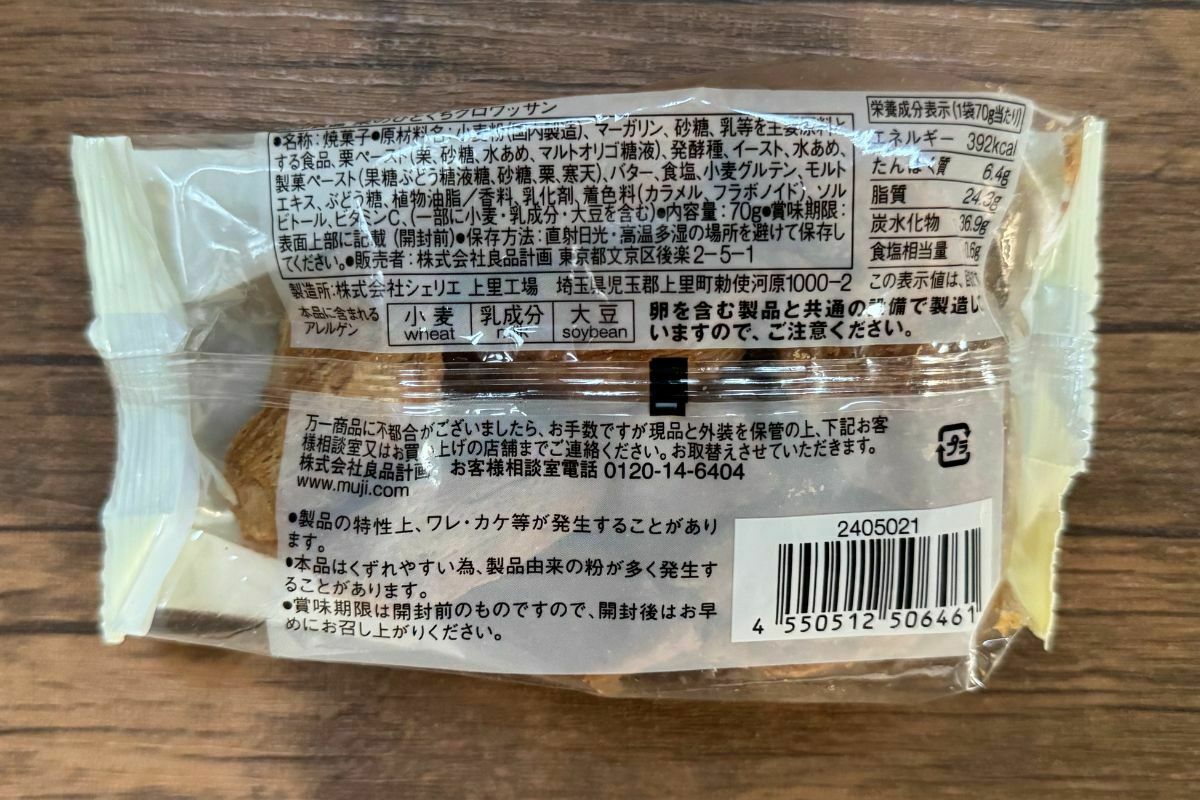 のひとくちクロワッサン
●名称：焼菓子●原材料名：小麦粉(国内製造)、マーガリン、砂糖、乳等を主要原料と
する食品、栗ペースト(栗、砂糖、水あめ、マルトオリゴ糖液)、発酵種、イースト、水あめ、
製菓ペースト(果糖ぶどう糖液糖、砂糖、栗、寒天)、バター、食塩、小麦グルテン、モルト
エキス、ぶどう糖、植物油脂／香料、乳化剤、着色料(カラメル、フラボノイド)、ソル
ビトール、ビタミンC、(一部に小麦・乳成分・大豆を含む)●内容量：70g●賞味期限：
表面上部に記載（開封前）●保存方法：直射日光・高温多湿の場所を避けて保存し
てください。●販売者：株式会社良品計画 東京都文京区後楽2-5-1
製造所：株式会社シェリエ 上里工場 埼玉県児玉郡上里町勅使河原1000-2
栄養成分表示(1袋70g当たり)
エネルギー 392kcal
たんぱく質 6.4g
脂質 24.3g
炭水化物 36.9g
食塩相当量 0.6g
この表示値は、
本品に含まれる
アレルゲン
小麦 乳成分 大豆
wheat milk soybean
卵を含む製品と共通の設備で製造し
いますので、ご注意ください。
万一商品に不都合がございましたら、お手数ですが現品と外装を保管の上、下記お客
様相談室又はお買い上げの店舗までご連絡ください。お取替えさせていただきます。
株式会社良品計画 お客様相談室電話 0120-14-6404
www.muji.com
プラ
●製品の特性上、ワレ・カケ等が発生することがあり
ます。
●本品はくずれやすい為、製品由来の粉が多く発生す
ることがあります。
●賞味期限は開封前のものですので、開封後はお早
めにお召し上がりください。
2405021
4 550512 506461